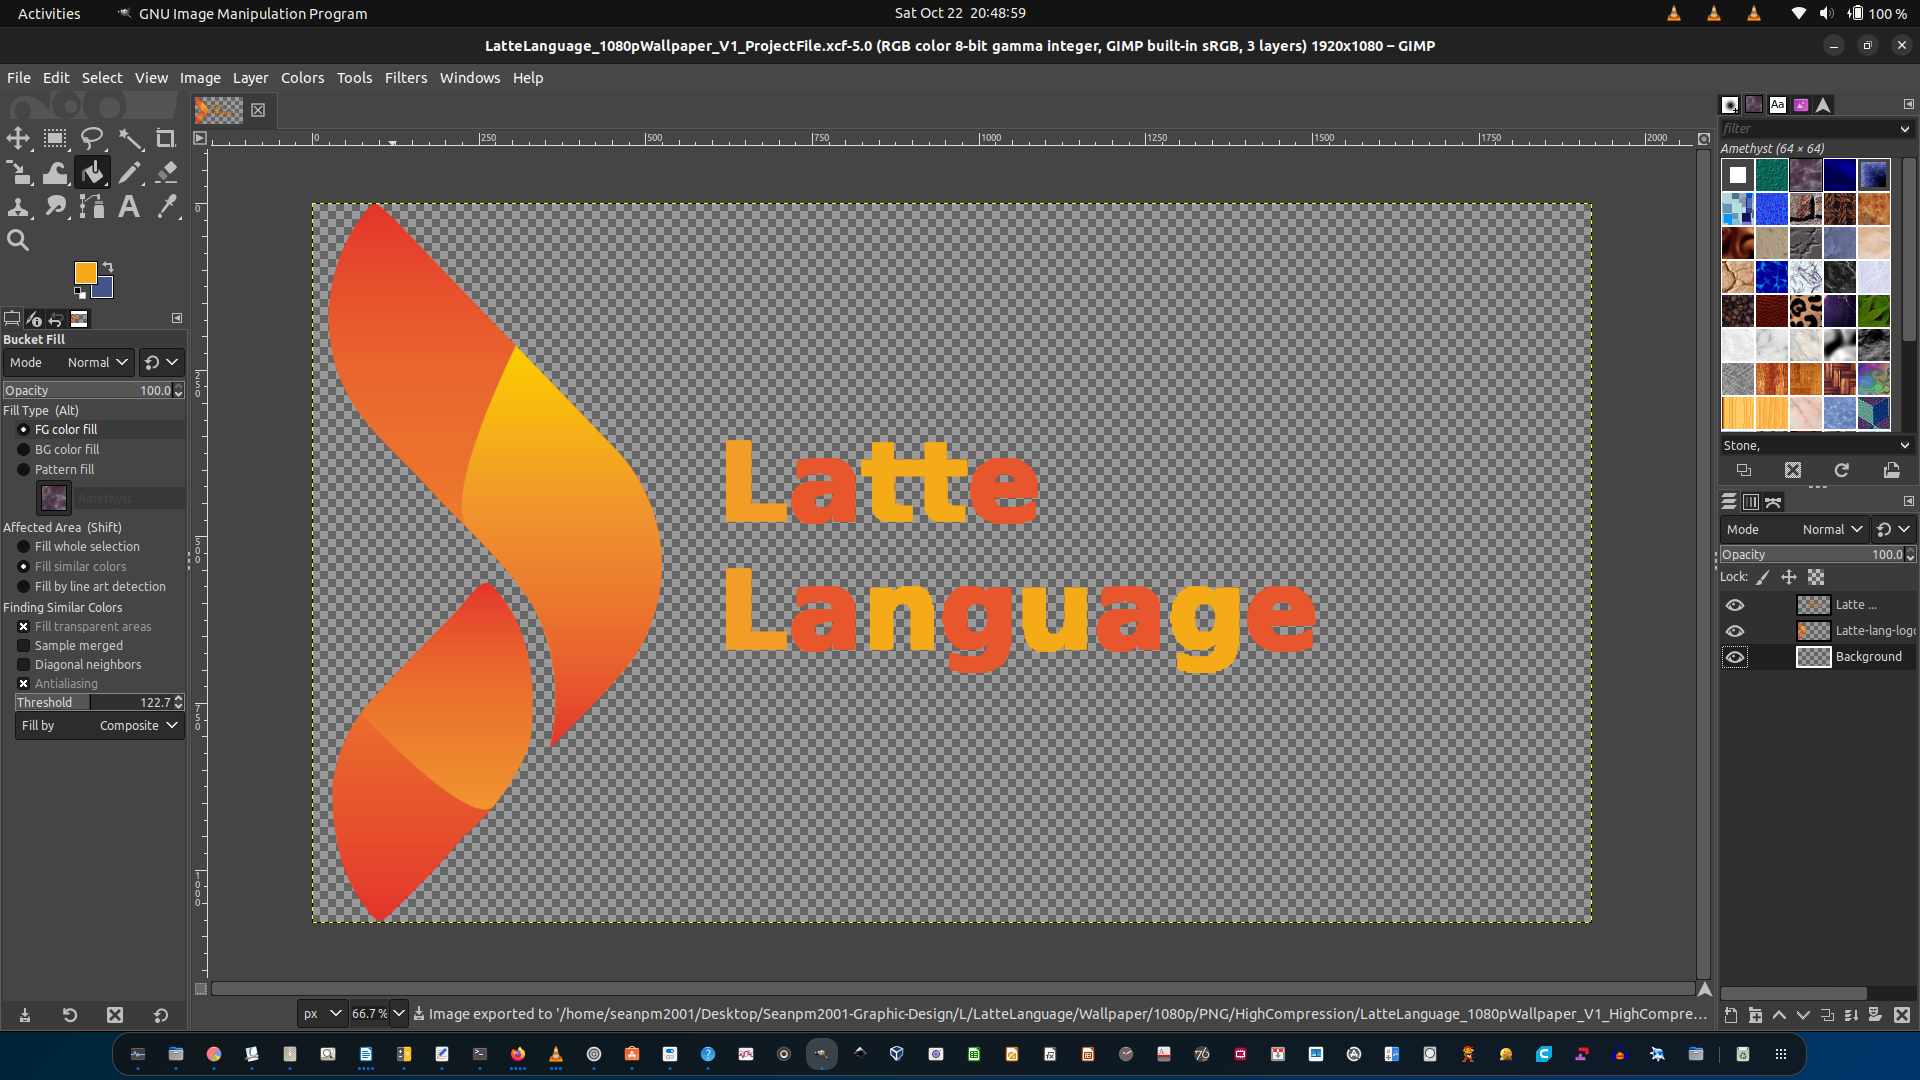 Activities
GNU Image Manipulation Program
Sat Oct 22 20:48:59
100 %
LatteLanguage_1080pWallpaper_V1_ProjectFile.xcf-5.0 (RGB color 8-bit gamma integer, GIMP built-in sRGB, 3 layers) 1920x1080 – GIMP
File Edit Select View Image Layer Colors Tools Filters Windows Help
0 250 500 750 1000 1250 1500 1750 2000
0
250
500
750
1000
Bucket Fill
Mode Normal
Opacity 100.0
Fill Type (Alt)
FG color fill
BG color fill
Pattern fill
Amethyst
Affected Area (Shift)
Fill whole selection
Fill similar colors
Fill by line art detection
Finding Similar Colors
Fill transparent areas
Sample merged
Diagonal neighbors
Antialiasing
Threshold 122.7
Fill by Composite
Latte
Language
px 66.7 % Image exported to '/home/seanpm2001/Desktop/Seanpm2001-Graphic-Design/L/LatteLanguage/Wallpaper/1080p/PNG/HighCompression/LatteLanguage_1080pWallpaper_V1_HighCompre…
Aa
filter
Amethyst (64 × 64)
Stone,
Mode Normal
Opacity 100.0
Lock:
Latte ...
Latte-lang-logo
Background
76